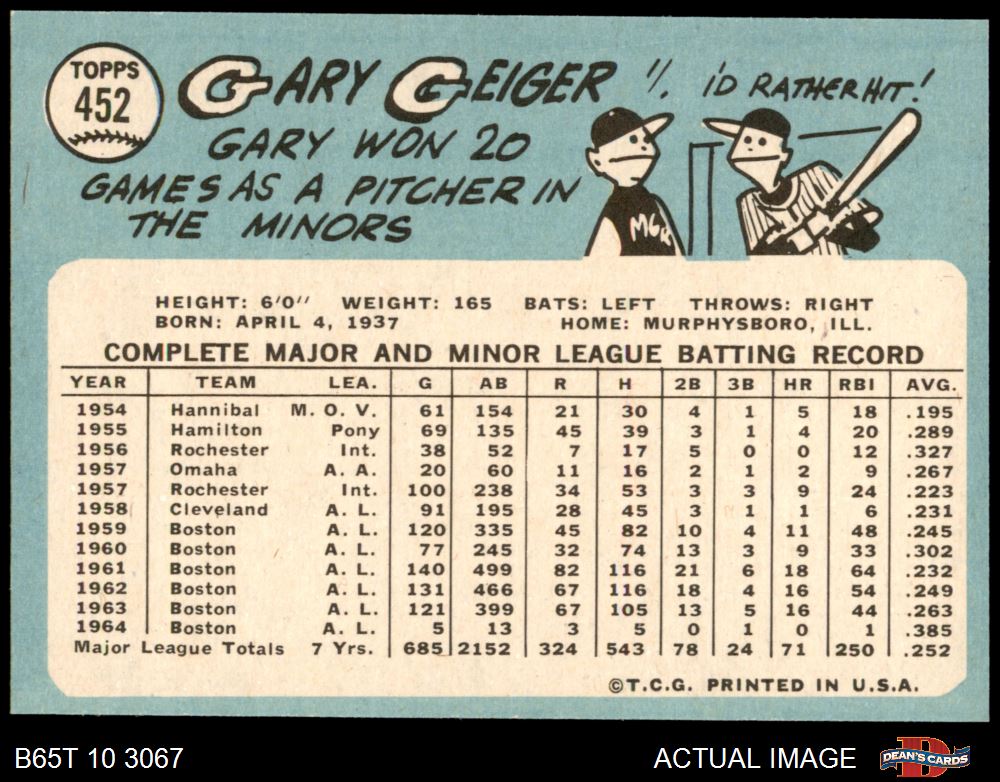 TOPPS
452
GARY GEIGER
GARY WON 20
GAMES AS A PITCHER IN
THE MINORS
I'D RATHER HIT!
MGR
HEIGHT: 6'0" WEIGHT: 165 BATS: LEFT THROWS: RIGHT
BORN: APRIL 4, 1937 HOME: MURPHYSBORO, ILL.
COMPLETE MAJOR AND MINOR LEAGUE BATTING RECORD
YEAR TEAM LEA. G AB R H 2B 3B HR RBI AVG.
1954 Hannibal M. O. V. 61 154 21 30 4 1 5 18 .195
1955 Hamilton Pony 69 135 45 39 3 1 4 20 .289
1956 Rochester Int. 38 52 7 17 5 0 0 12 .327
1957 Omaha A. A. 20 60 11 16 2 1 2 9 .267
1957 Rochester Int. 100 238 34 53 3 3 9 24 .223
1958 Cleveland A. L. 91 195 28 45 3 1 1 6 .231
1959 Boston A. L. 120 335 45 82 10 4 11 48 .245
1960 Boston A. L. 77 245 32 74 13 3 9 33 .302
1961 Boston A. L. 140 499 82 116 21 6 18 64 .232
1962 Boston A. L. 131 466 67 116 18 4 16 54 .249
1963 Boston A. L. 121 399 67 105 13 5 16 44 .263
1964 Boston A. L. 5 13 3 5 0 1 0 1 .385
Major League Totals 7 Yrs. 685 2152 324 543 78 24 71 250 .252
©T.C.G. PRINTED IN U.S.A.
B65T 10 3067 ACTUAL IMAGE DEAN'S CARDS